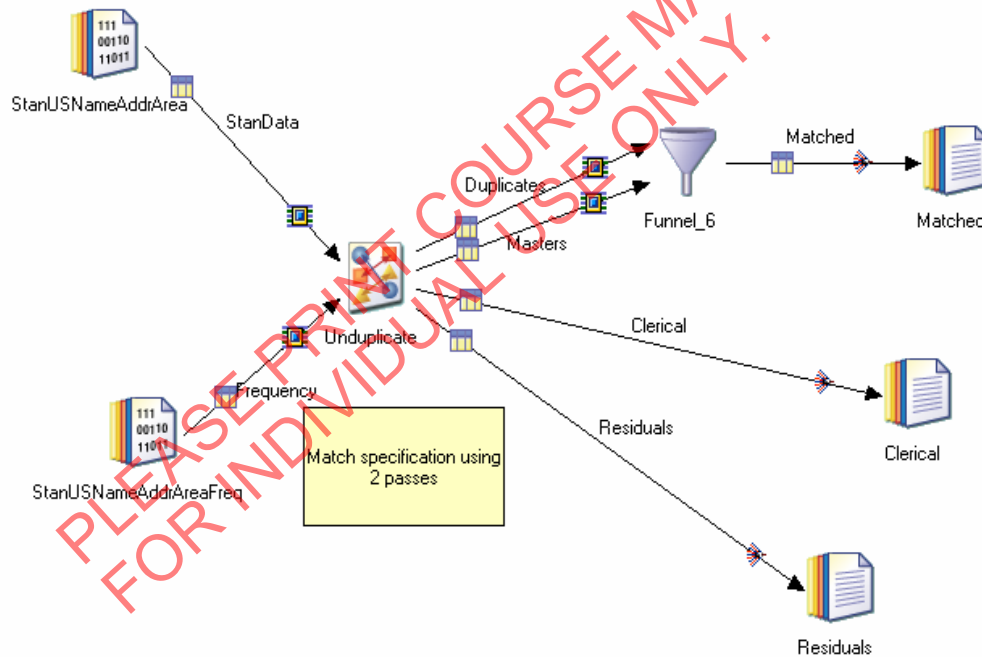 111
00110
11011
StanUSNameAddrArea
StanData
Duplicates
Masters
Funnel_6
Matched
Matched
Unduplicate
Clerical
Clerical
Frequency
111
00110
11011
StanUSNameAddrAreaFreq
Match specification using
2 passes
Residuals
Residuals
PLEASE PRINT COURSE
FOR INDIVIDUAL USE ONLY.